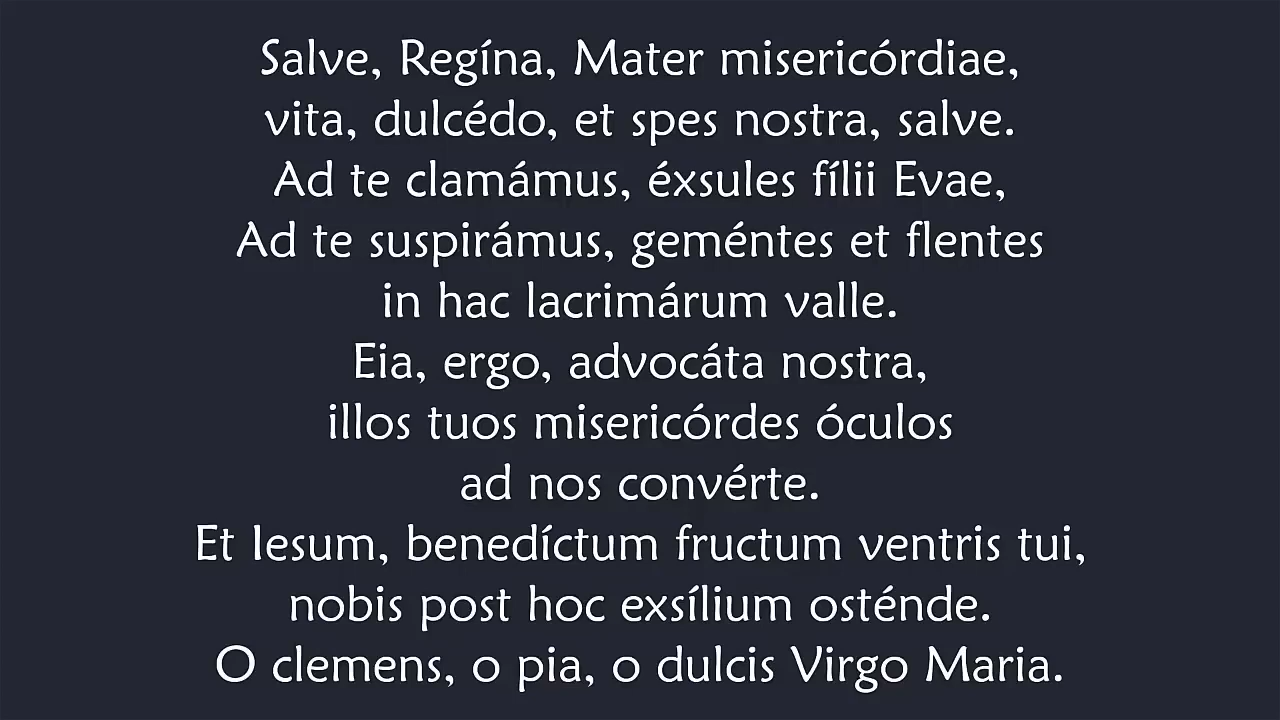 Salve, Regína, Mater misericórdiae,
vita, dulcédo, et spes nostra, salve.
Ad te clamámus, éxsules fílii Evae,
Ad te suspirámus, geméntes et flentes
in hac lacrimárum valle.
Eia, ergo, advocáta nostra,
illos tuos misericórdes óculos
ad nos convérte.
Et Iesum, benedíctum fructum ventris tui,
nobis post hoc exsílium osténde.
O clemens, o pia, o dulcis Virgo Maria.